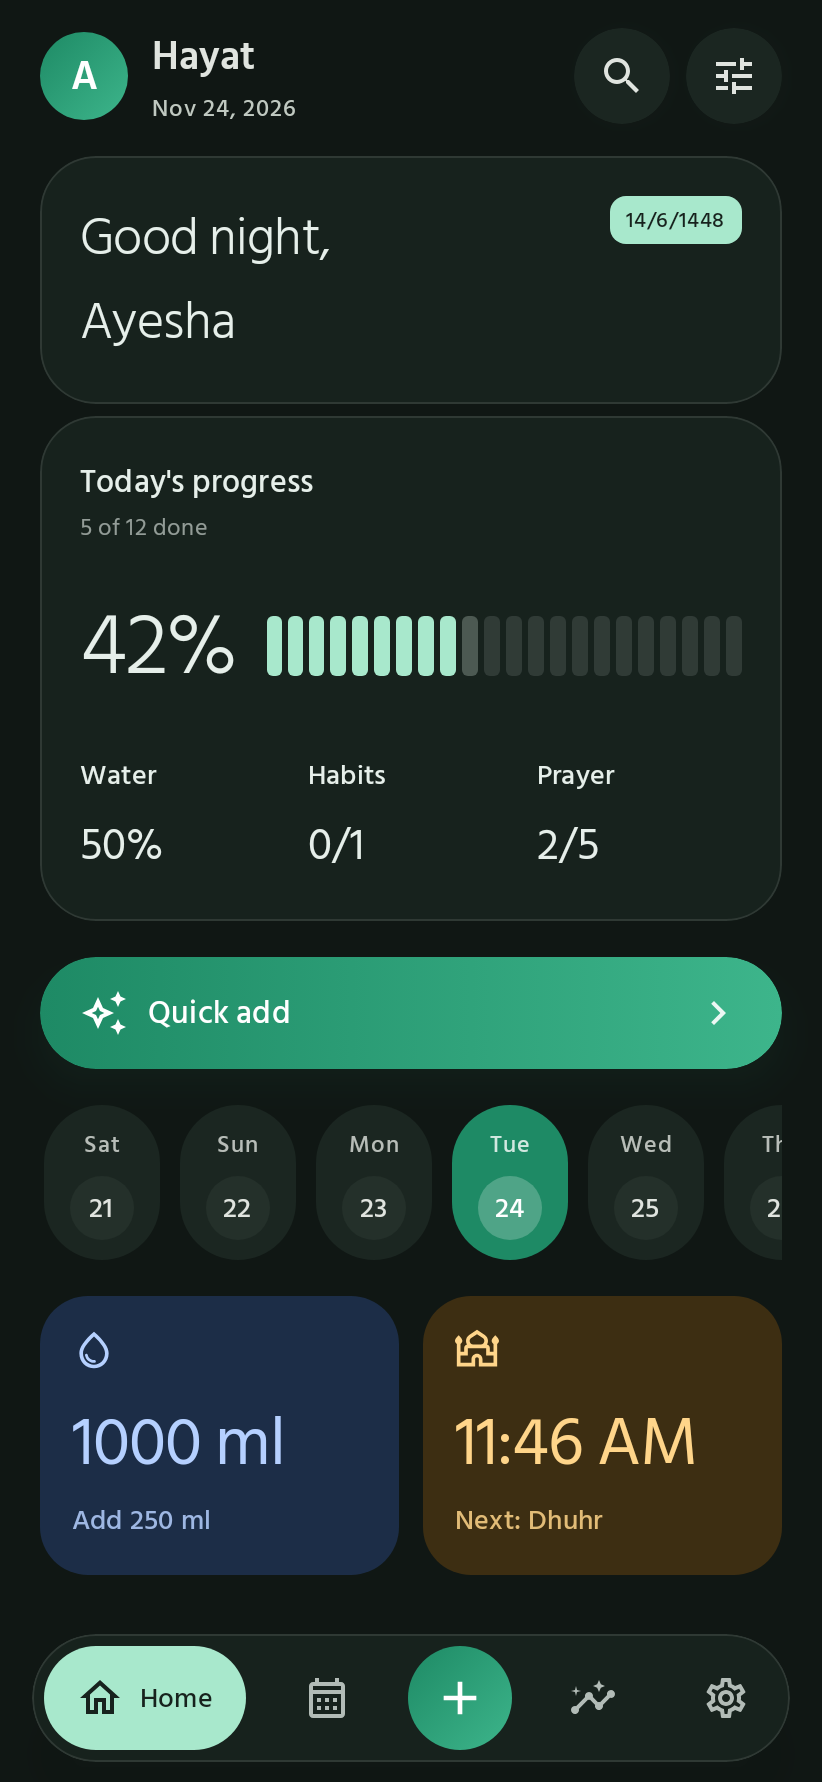 A
Hayat
Nov 24, 2026
Good night,
Ayesha
14/6/1448
Today's progress
5 of 12 done
42%
Water
Habits
Prayer
50%
0/1
2/5
Quick add
Sat
Sun
Mon
Tue
Wed
21
22
23
24
25
1000 ml
Add 250 ml
11:46 AM
Next: Dhuhr
Home